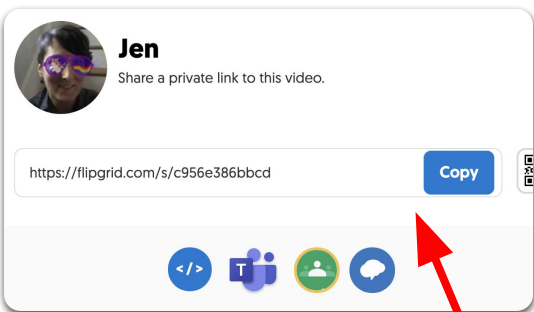 Jen
Share a private link to this video.
https://flipgrid.com/s/c956e386bbcd
Copy
</> T